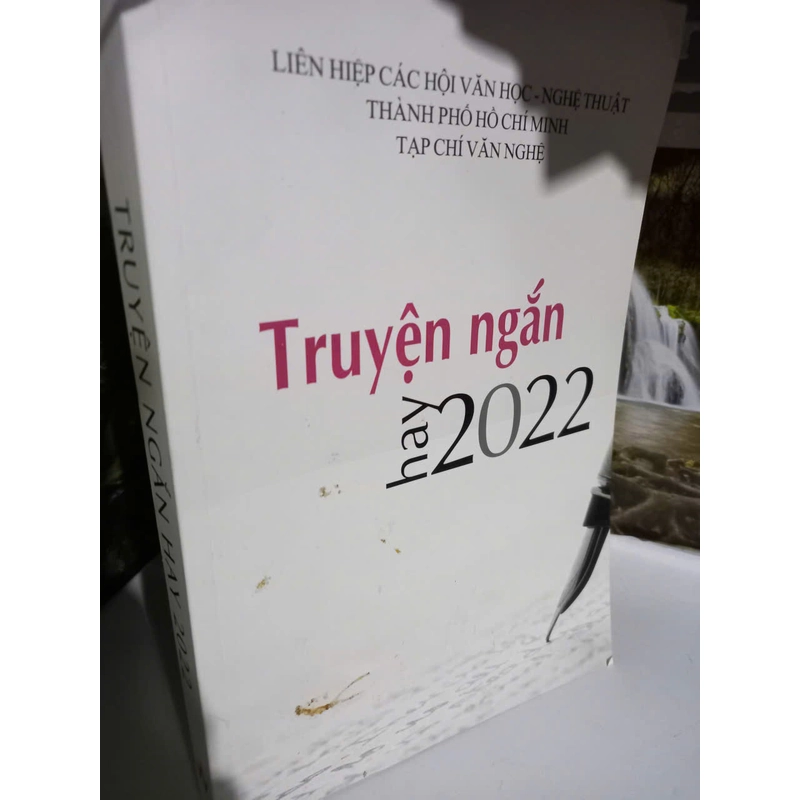 LIÊN HIỆP CÁC HỘI VĂN HỌC - NGHỆ THUẬT
THÀNH PHỐ HỒ CHÍ MINH
TẠP CHÍ VĂN NGHỆ
Truyện ngắn
hay 2022
TRUYỆN NGẮN HAY 2022